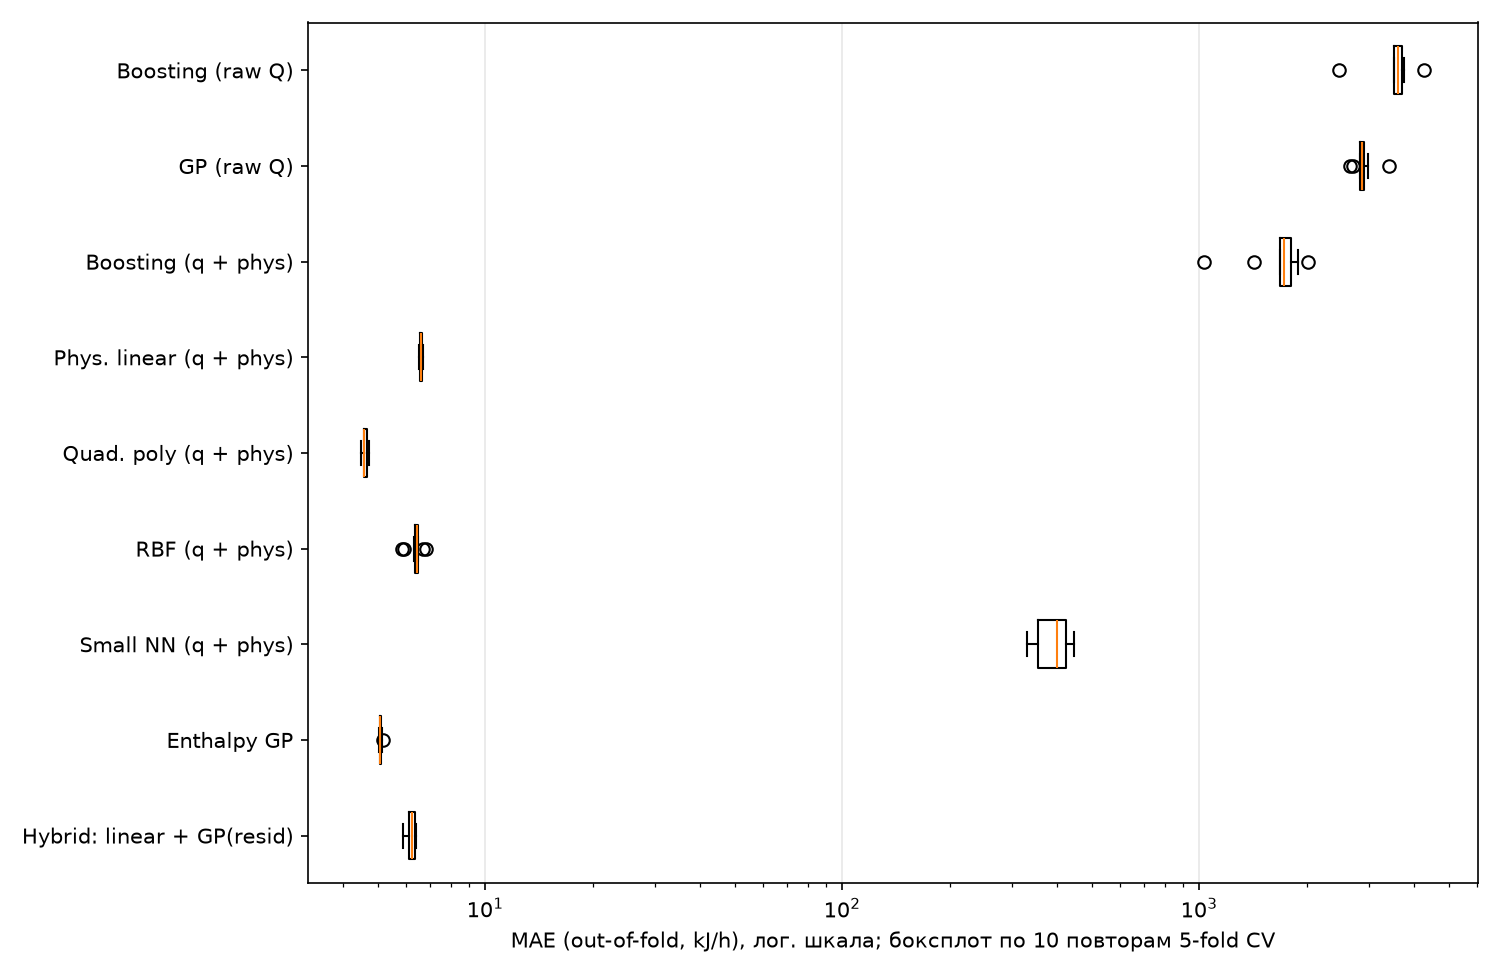 Boosting (raw Q)
GP (raw Q)
Boosting (q + phys)
Phys. linear (q + phys)
Quad. poly (q + phys)
RBF (q + phys)
Small NN (q + phys)
Enthalpy GP
Hybrid: linear + GP(resid)
10¹ 10² 10³
MAE (out-of-fold, kJ/h), лог. шкала; боксплот по 10 повторам 5-fold CV